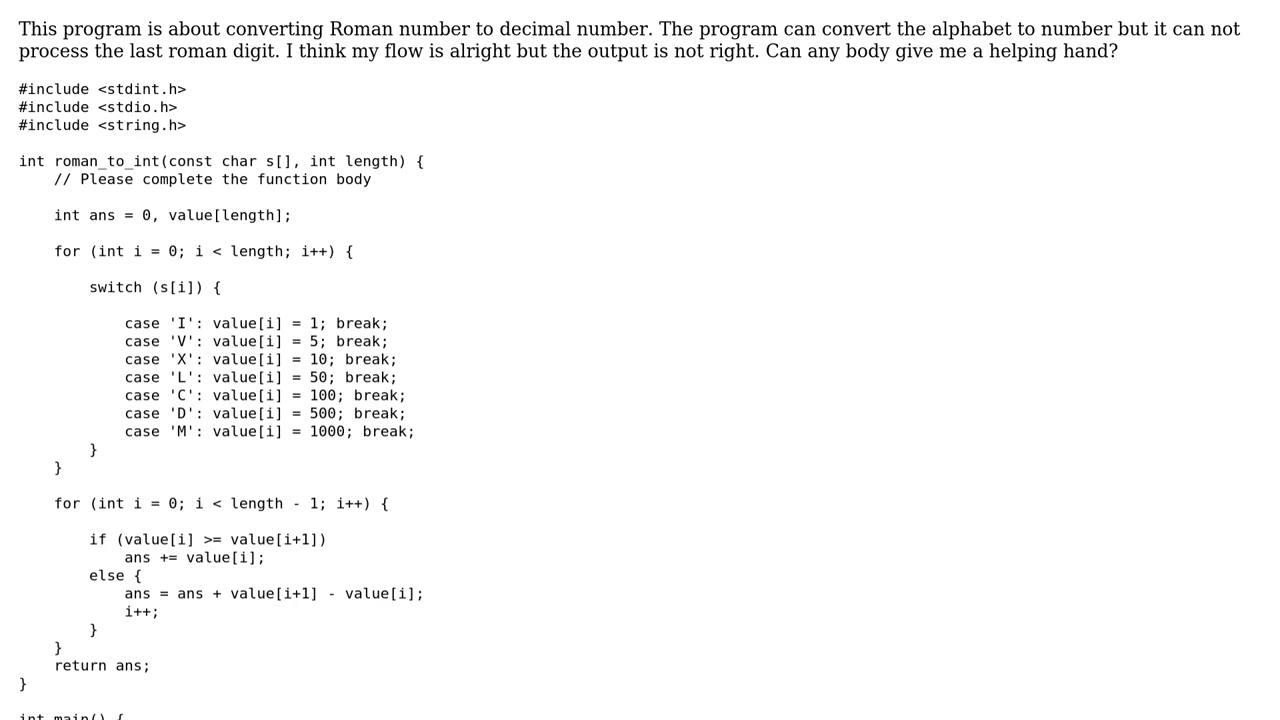 This program is about converting Roman number to decimal number. The program can convert the alphabet to number but it can not
process the last roman digit. I think my flow is alright but the output is not right. Can any body give me a helping hand?
#include <stdint.h>
#include <stdio.h>
#include <string.h>
int roman_to_int(const char s[], int length) {
// Please complete the function body
int ans = 0, value[length];
for (int i = 0; i < length; i++) {
switch (s[i]) {
case 'I': value[i] = 1; break;
case 'V': value[i] = 5; break;
case 'X': value[i] = 10; break;
case 'L': value[i] = 50; break;
case 'C': value[i] = 100; break;
case 'D': value[i] = 500; break;
case 'M': value[i] = 1000; break;
}
}
for (int i = 0; i < length - 1; i++) {
if (value[i] >= value[i+1])
ans += value[i];
else {
ans = ans + value[i+1] - value[i];
i++;
}
}
return ans;
}
int main() {